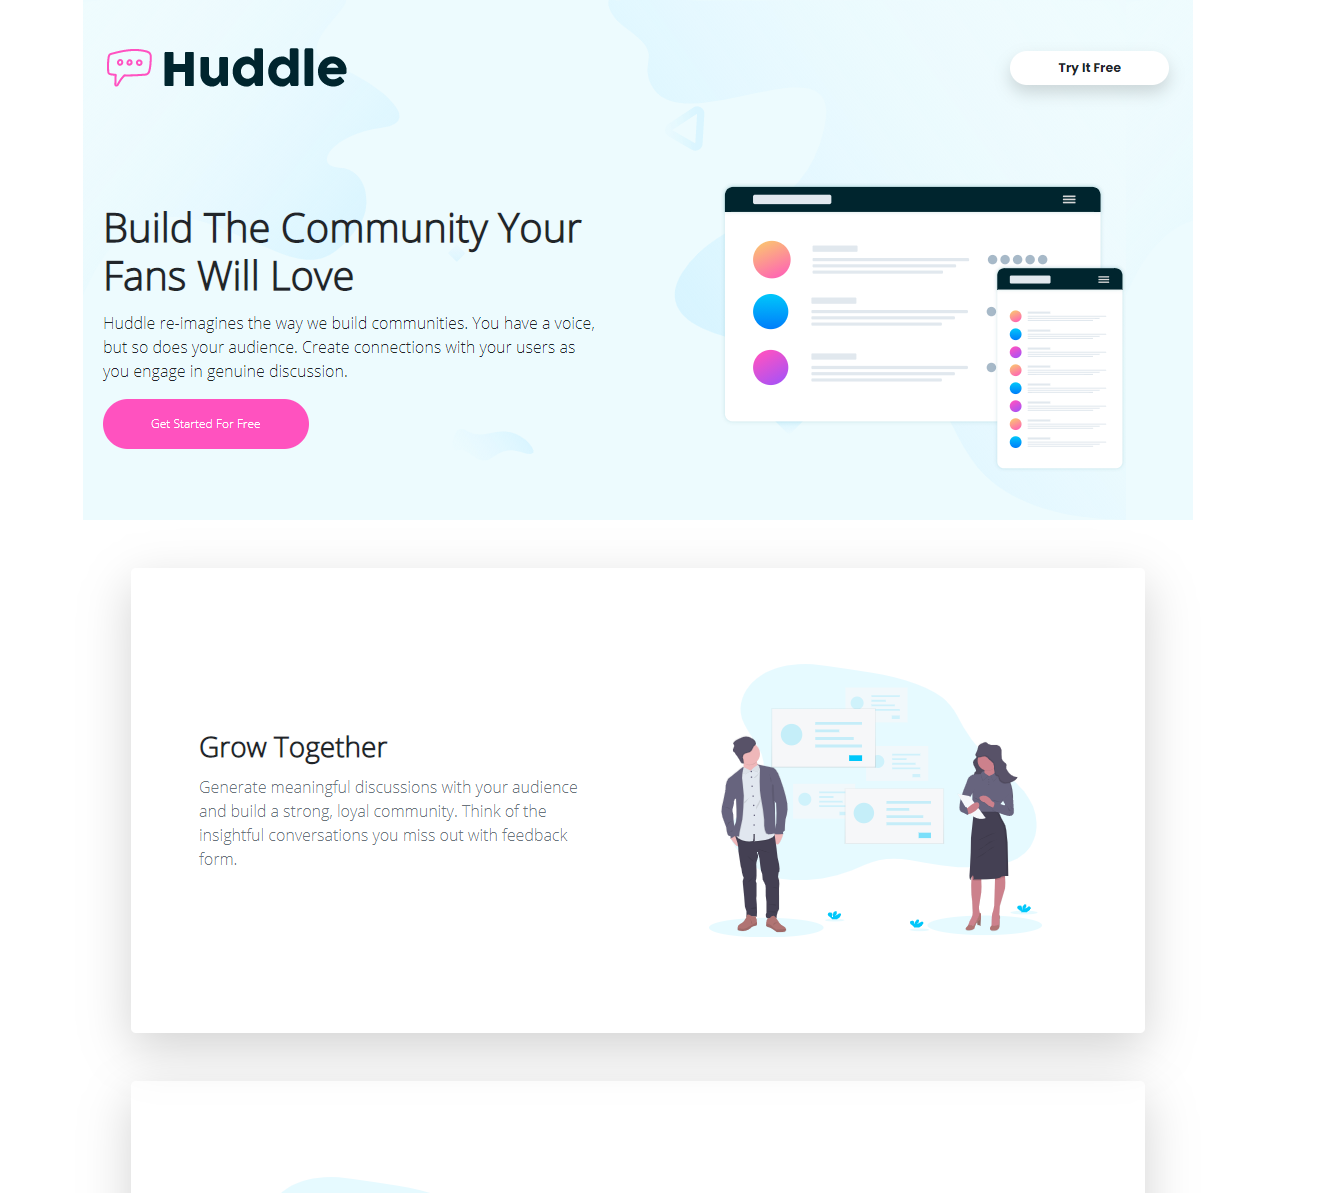 Huddle
Try It Free
Build The Community Your
Fans Will Love
Huddle re-imagines the way we build communities. You have a voice,
but so does your audience. Create connections with your users as
you engage in genuine discussion.
Get Started For Free
Grow Together
Generate meaningful discussions with your audience
and build a strong, loyal community. Think of the
insightful conversations you miss out with feedback
form.